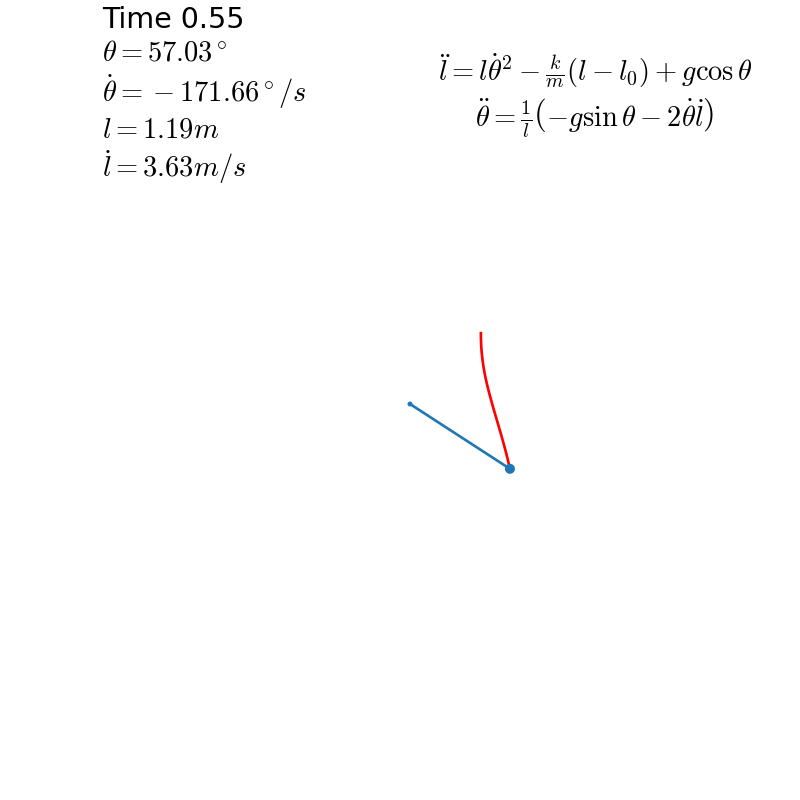 Time 0.55
θ = 57.03°
θ̇ = −171.66°/s
l = 1.19m
l̇ = 3.63m/s
l̈ = lθ̇² − k/m (l − l₀) + g cos θ
θ̈ = 1/l (−g sin θ − 2θ̇l̇)